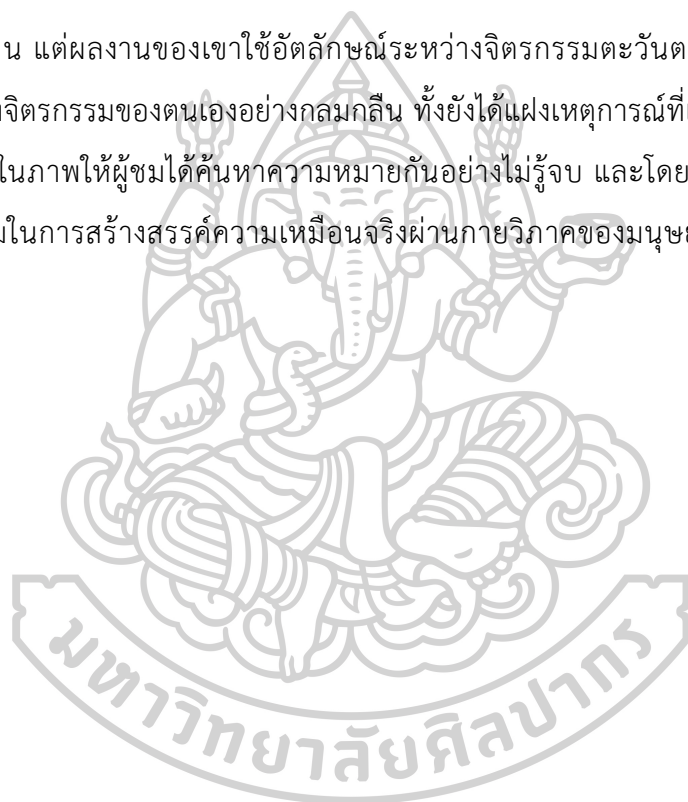 น แต่ผลงานของเขาใช้อัตลักษณ์ระหว่างจิตรกรรมตะวันต
จิตรกรรมของตนเองอย่างกลมกลืน ทั้งยังได้แฝงเหตุการณ์ที่
ในภาพให้ผู้ชมได้ค้นหาความหมายกันอย่างไม่รู้จบ และโดย
ในการสร้างสรรค์ความเหมือนจริงผ่านกายวิภาคของมนุษย
มหาวิทยาลัยศิลปากร